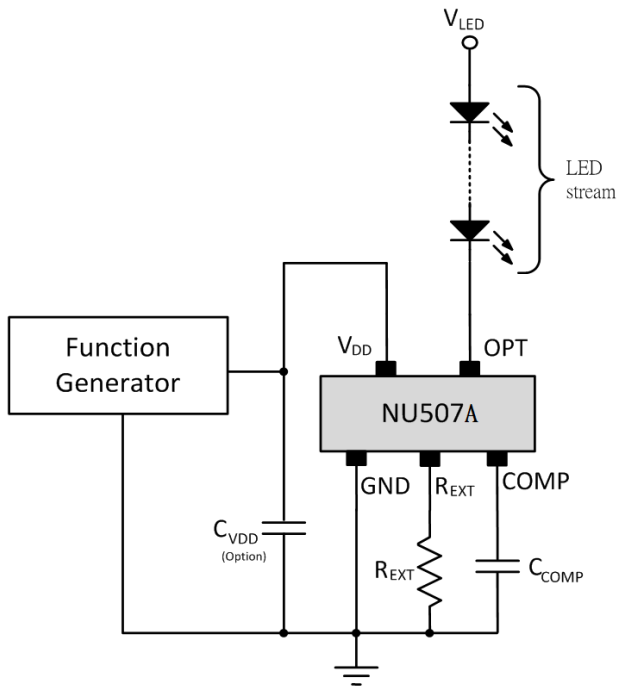 VLED
LED
stream
Function
Generator
VDD
OPT
NU507A
GND
REXT
COMP
CVDD
(Option)
REXT
CCOMP